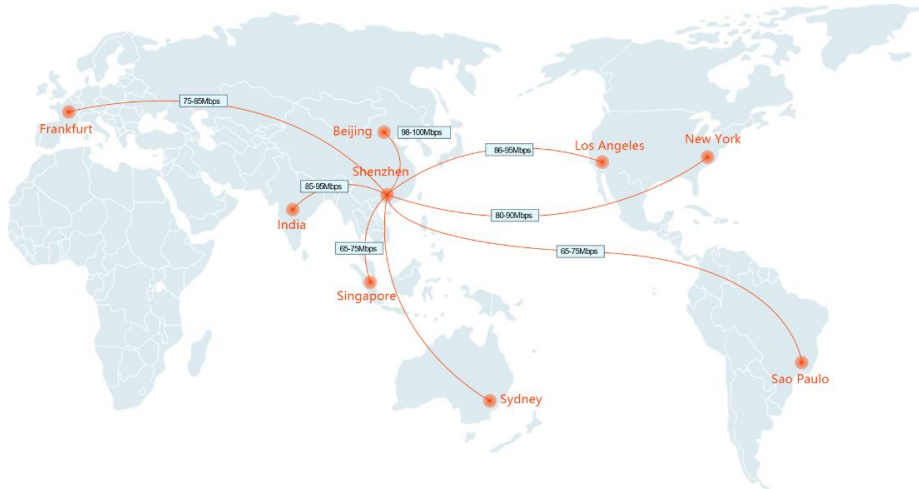 75-85Mbps
Frankfurt
Beijing
98-100Mbps
86-95Mbps
Los Angeles
New York
Shenzhen
85-95Mbps
India
80-90Mbps
65-75Mbps
65-75Mbps
Singapore
Sao Paulo
Sydney